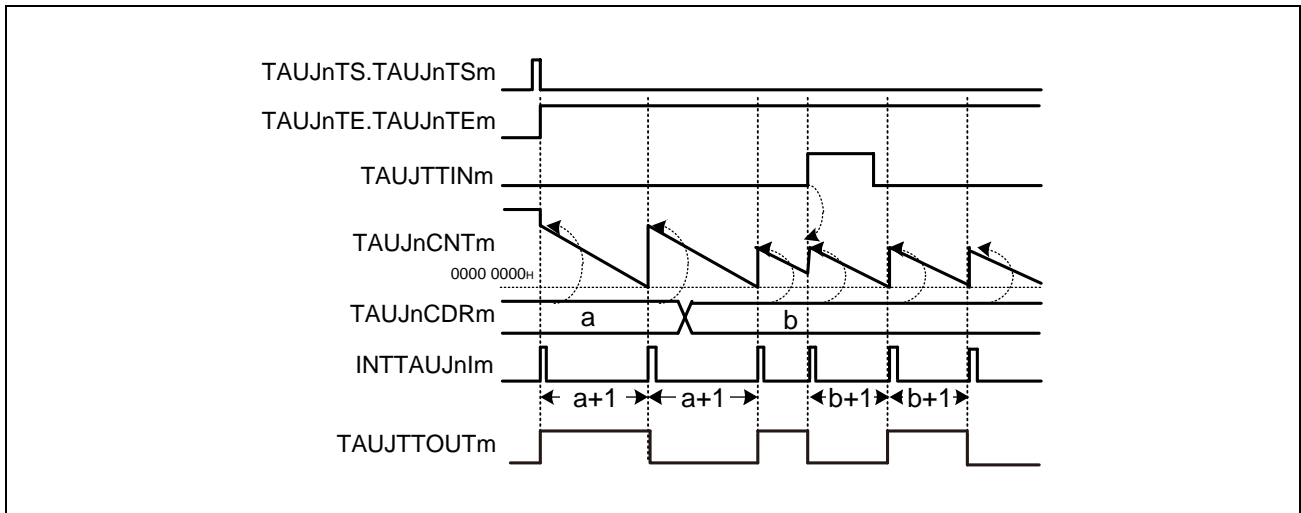 TAUJnTS.TAUJnTSm
TAUJnTE.TAUJnTEm
TAUJTTINm
TAUJnCNTm
0000 0000H
TAUJnCDRm
a
b
INTTAUJnIm
a+1 a+1 b+1 b+1
TAUJTTOUTm